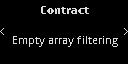 Contract
< Empty array filtering >